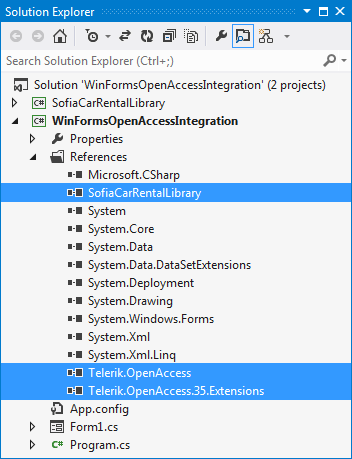 Solution Explorer
Search Solution Explorer (Ctrl+;)
Solution 'WinFormsOpenAccessIntegration' (2 projects)
C# SofiaCarRentalLibrary
C# WinFormsOpenAccessIntegration
Properties
References
Microsoft.CSharp
SofiaCarRentalLibrary
System
System.Core
System.Data
System.Data.DataSetExtensions
System.Deployment
System.Drawing
System.Windows.Forms
System.Xml
System.Xml.Linq
Telerik.OpenAccess
Telerik.OpenAccess.35.Extensions
App.config
Form1.cs
C# Program.cs